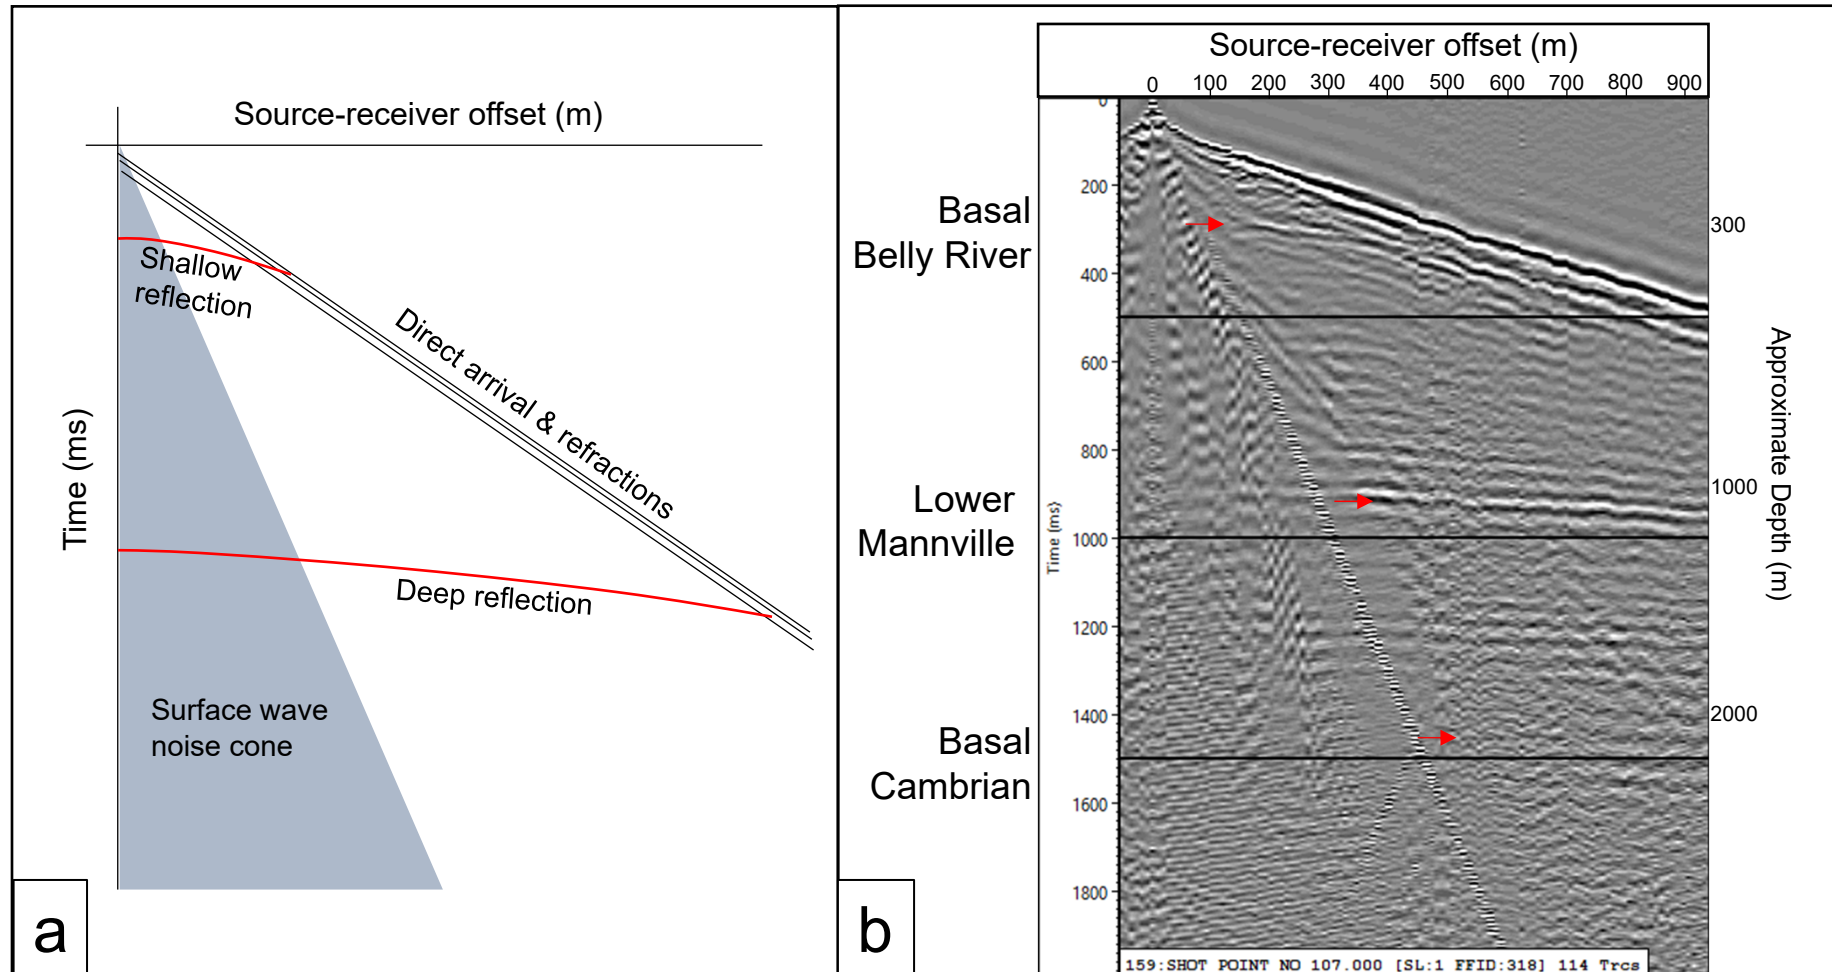 Source-receiver offset (m)
Time (ms)
Shallow
reflection
Direct arrival & refractions
Deep reflection
Surface wave
noise cone
a
Source-receiver offset (m)
0 100 200 300 400 500 600 700 800 900
0
200
400
600
800
1000
1200
1400
1600
1800
Time (ms)
Basal
Belly River
Lower
Mannville
Basal
Cambrian
300
1000
2000
Approximate Depth (m)
159:SHOT POINT NO 107.000 [SL:1 FFID:318] 114 Trcs
b